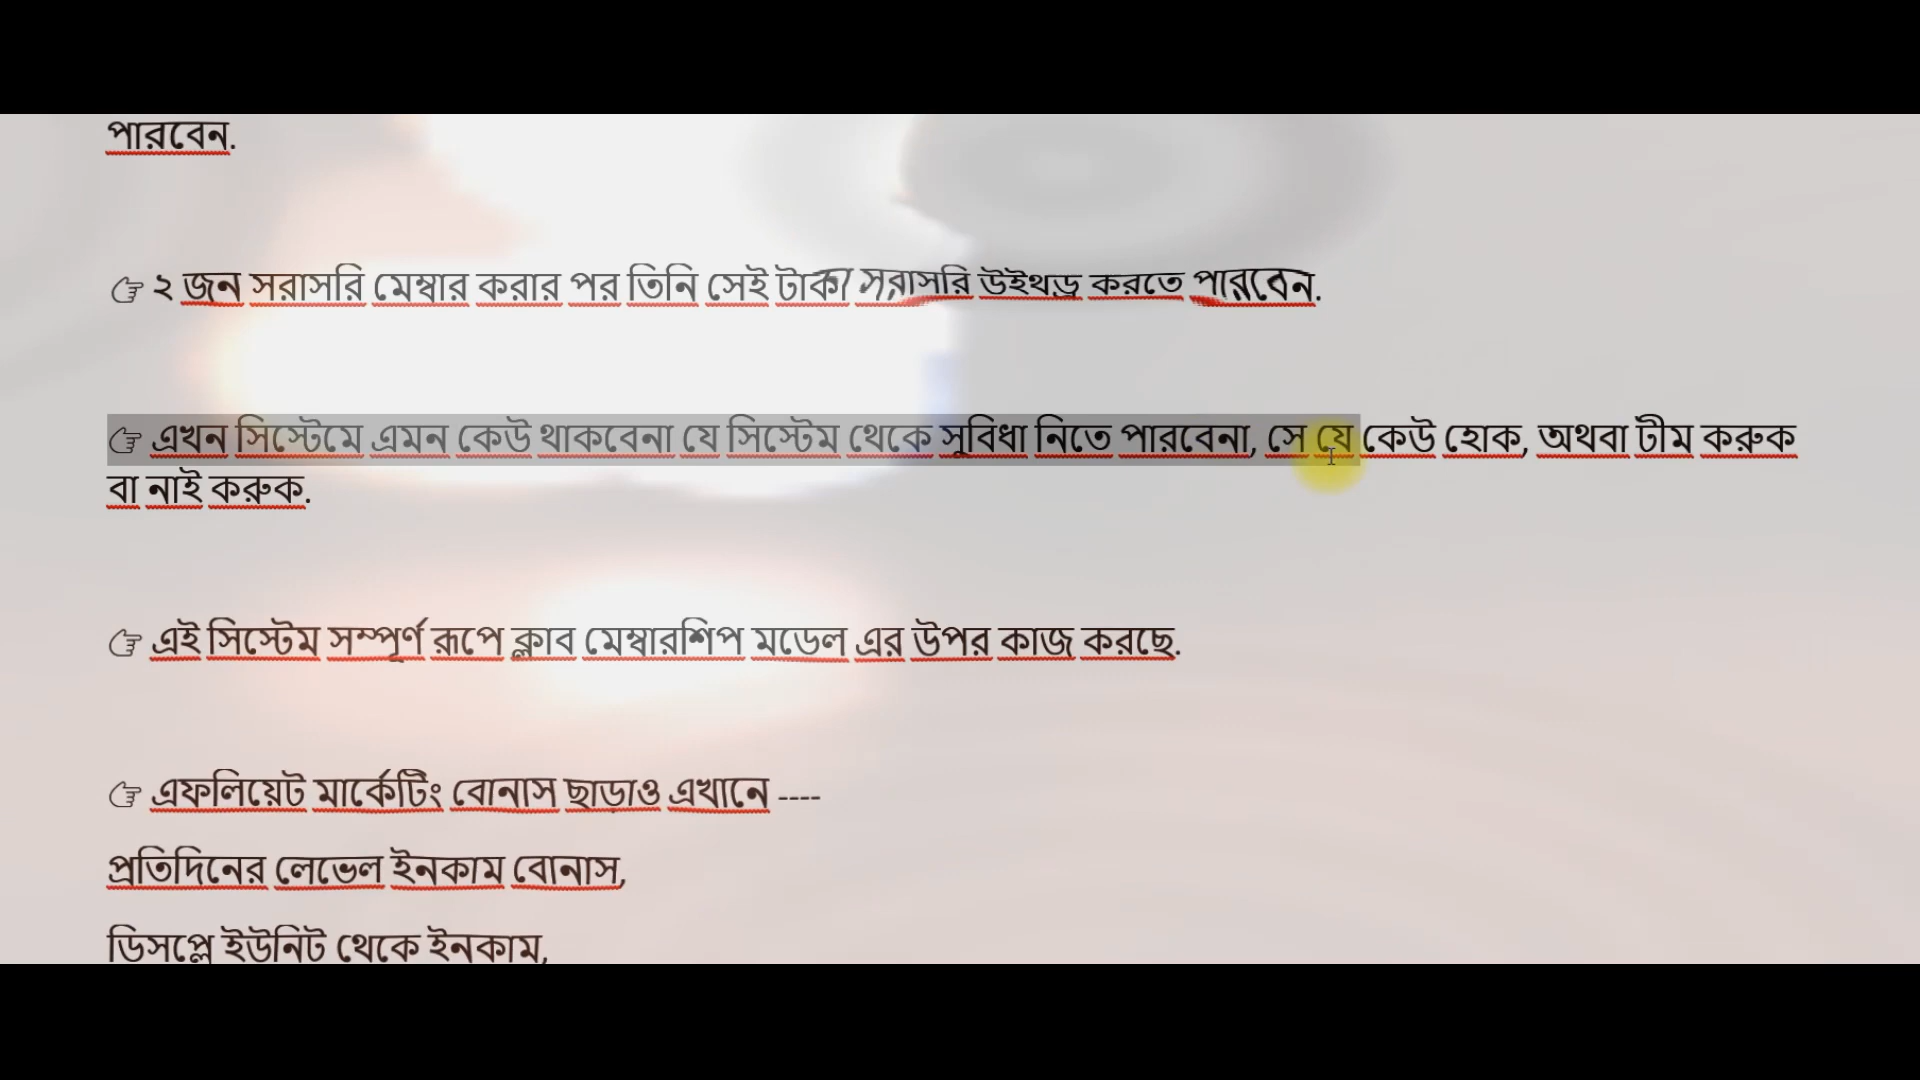 পারবেন.
👉 ২ জন সরাসরি মেম্বার করার পর তিনি সেই টাকা সরাসরি উইথড্র করতে পারবেন.
👉 এখন সিস্টেমে এমন কেউ থাকবেনা যে সিস্টেম থেকে সুবিধা নিতে পারবেনা, সে যে কেউ হোক, অথবা টীম করুক
বা নাই করুক.
👉 এই সিস্টেম সম্পূর্ণ রূপে ক্লাব মেম্বারশিপ মডেল এর উপর কাজ করছে.
👉 এফলিয়েট মার্কেটিং বোনাস ছাড়াও এখানে ----
প্রতিদিনের লেভেল ইনকাম বোনাস,
ডিসপ্লে ইউনিট থেকে ইনকাম,